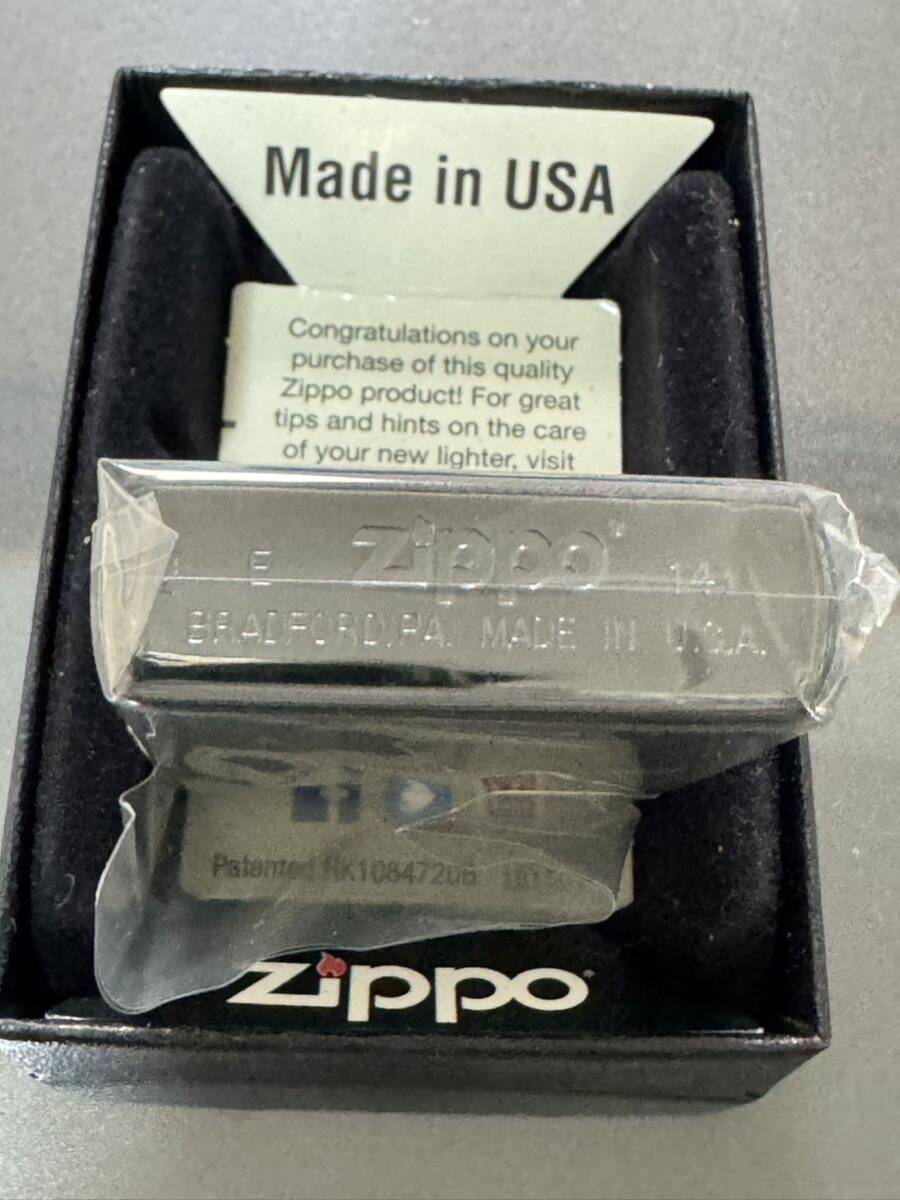 Made in USA
Congratulations on your
purchase of this quality
Zippo product! For great
tips and hints on the care
of your new lighter, visit
E Zippo 14
BRADFORD, PA. MADE IN U.S.A.
Patented
Zippo